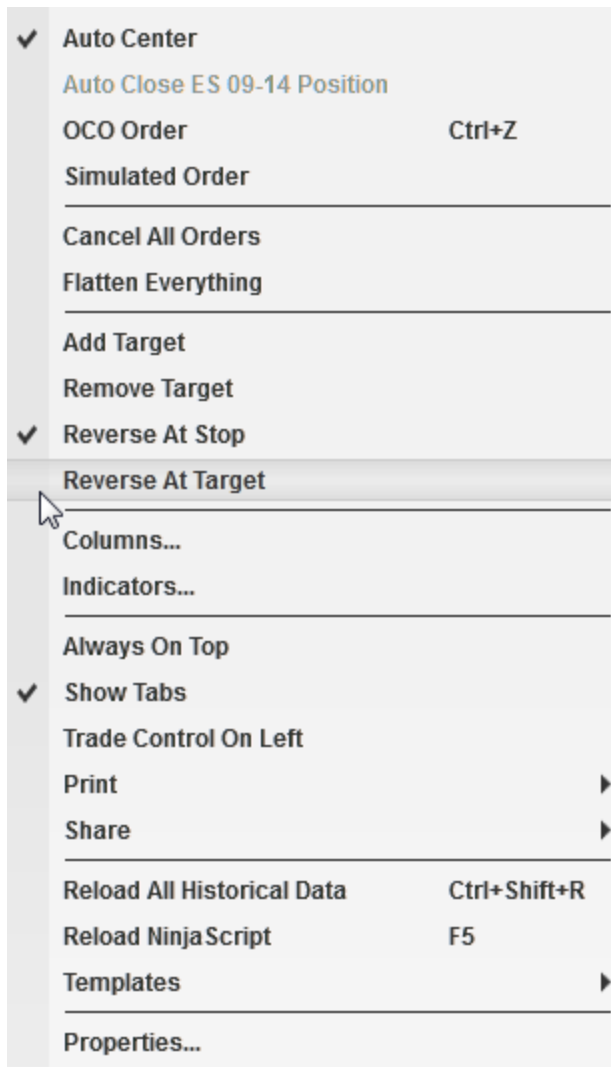 Auto Center
Auto Close ES 09-14 Position
OCO Order Ctrl+Z
Simulated Order
Cancel All Orders
Flatten Everything
Add Target
Remove Target
Reverse At Stop
Reverse At Target
Columns...
Indicators...
Always On Top
Show Tabs
Trade Control On Left
Print
Share
Reload All Historical Data Ctrl+Shift+R
Reload NinjaScript F5
Templates
Properties...